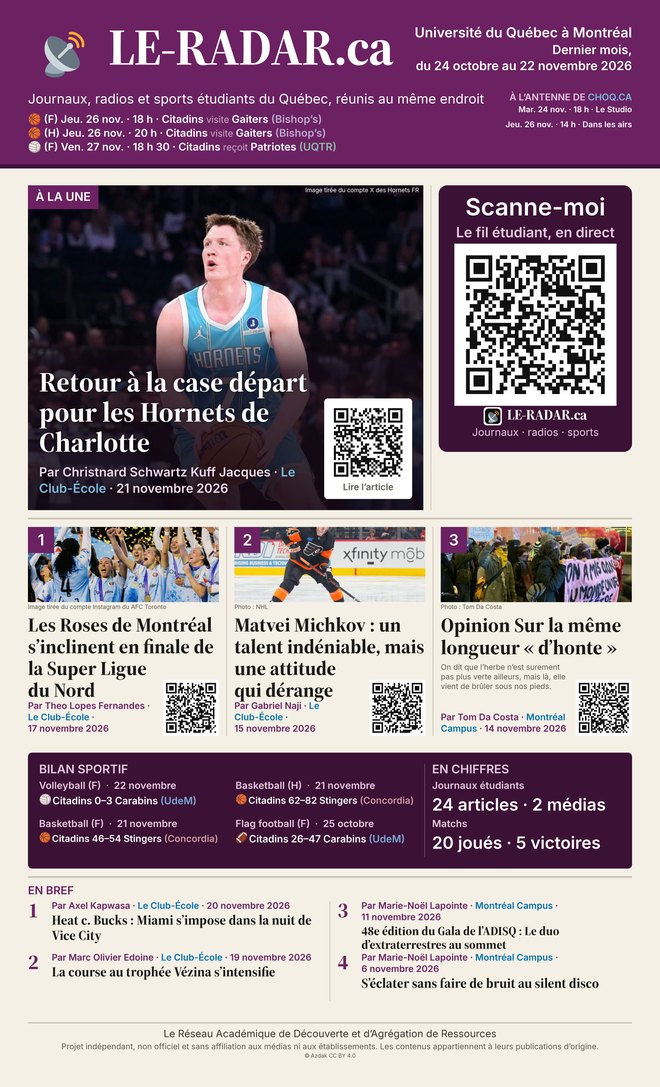 LE-RADAR.ca
Université du Québec à Montréal
Dernier mois,
du 24 octobre au 22 novembre 2026
Journaux, radios et sports étudiants du Québec, réunis au même endroit
(F) Jeu. 26 nov. · 18 h · Citadins visite Gaiters (Bishop's)
(H) Jeu. 26 nov. · 20 h · Citadins visite Gaiters (Bishop's)
(F) Ven. 27 nov. · 18 h 30 · Citadins reçoit Patriotes (UQTR)
À L'ANTENNE DE CHOQ.CA
Mar. 24 nov. · 18 h · Le Studio
Jeu. 26 nov. · 14 h · Dans les airs
À LA UNE
Image tirée du compte X des Hornets FR
HORNETS
Retour à la case départ
pour les Hornets de
Charlotte
Par Christnard Schwartz Kuff Jacques · Le
Club-École · 21 novembre 2026
Lire l'article
Scanne-moi
Le fil étudiant, en direct
LE-RADAR.ca
Journaux · radios · sports
1
Image tirée du compte Instagram du AFC Toronto
Les Roses de Montréal
s'inclinent en finale de
la Super Ligue
du Nord
Par Theo Lopes Fernandes ·
Le Club-École ·
17 novembre 2026
2
xfinity mob
Photo : NHL
Matvei Michkov : un
talent indéniable, mais
une attitude
qui dérange
Par Gabriel Naji · Le
Club-École ·
15 novembre 2026
3
Photo : Tom Da Costa
Opinion Sur la même
longueur « d'honte »
On dit que l'herbe n'est surement
pas plus verte ailleurs, mais là, elle
vient de brûler sous nos pieds.
Par Tom Da Costa · Montréal
Campus · 14 novembre 2026
BILAN SPORTIF
Volleyball (F) · 22 novembre
Citadins 0–3 Carabins (UdeM)
Basketball (H) · 21 novembre
Citadins 62–82 Stingers (Concordia)
Basketball (F) · 21 novembre
Citadins 46–54 Stingers (Concordia)
Flag football (F) · 25 octobre
Citadins 26–47 Carabins (UdeM)
EN CHIFFRES
Journaux étudiants
24 articles · 2 médias
Matchs
20 joués · 5 victoires
EN BREF
1
Par Axel Kapwasa · Le Club-École · 20 novembre 2026
Heat c. Bucks : Miami s'impose dans la nuit de
Vice City
2
Par Marc Olivier Edoine · Le Club-École · 19 novembre 2026
La course au trophée Vézina s'intensifie
3
Par Marie-Noël Lapointe · Montréal Campus ·
11 novembre 2026
48e édition du Gala de l'ADISQ : Le duo
d'extraterrestres au sommet
4
Par Marie-Noël Lapointe · Montréal Campus ·
6 novembre 2026
S'éclater sans faire de bruit au silent disco
Le Réseau Académique de Découverte et d'Agrégation de Ressources
Projet indépendant, non officiel et sans affiliation aux médias ni aux établissements. Les contenus appartiennent à leurs publications d'origine.
© Azdak CC BY 4.0